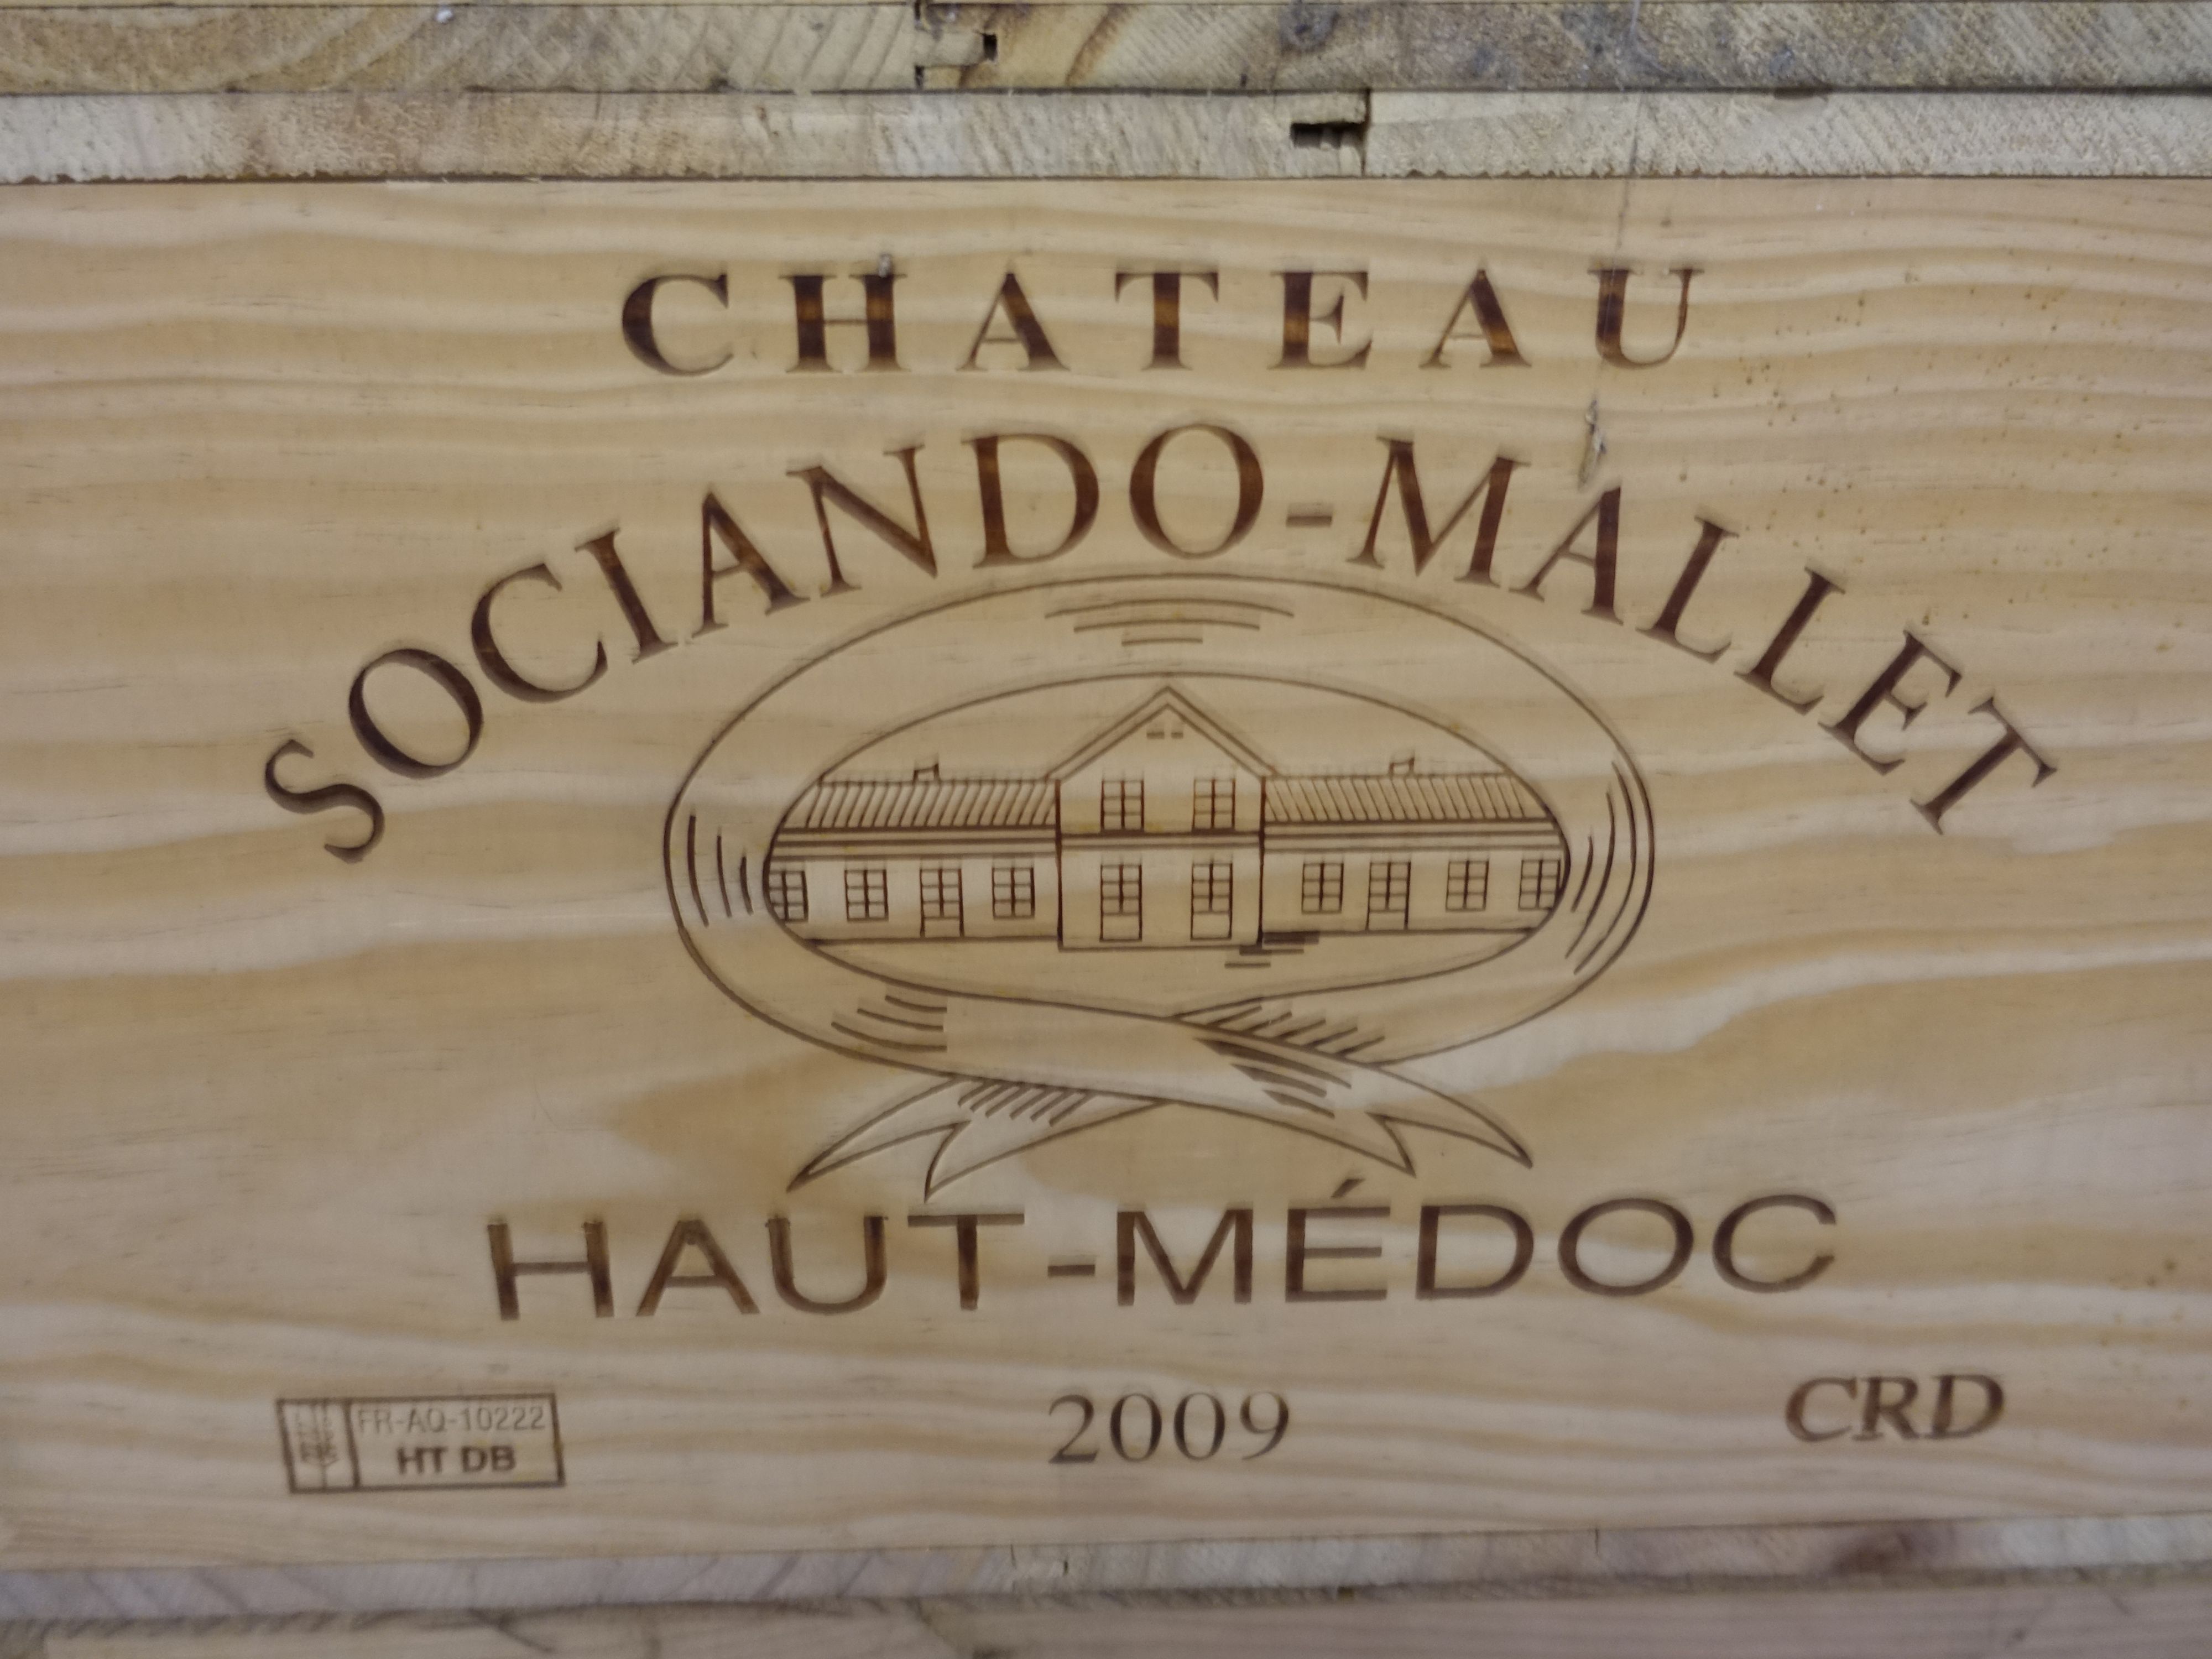 CHATEAU
SOCIANDO-MALLET
HAUT-MÉDOC
FR-AQ-10222
HT DB
2009
CRD